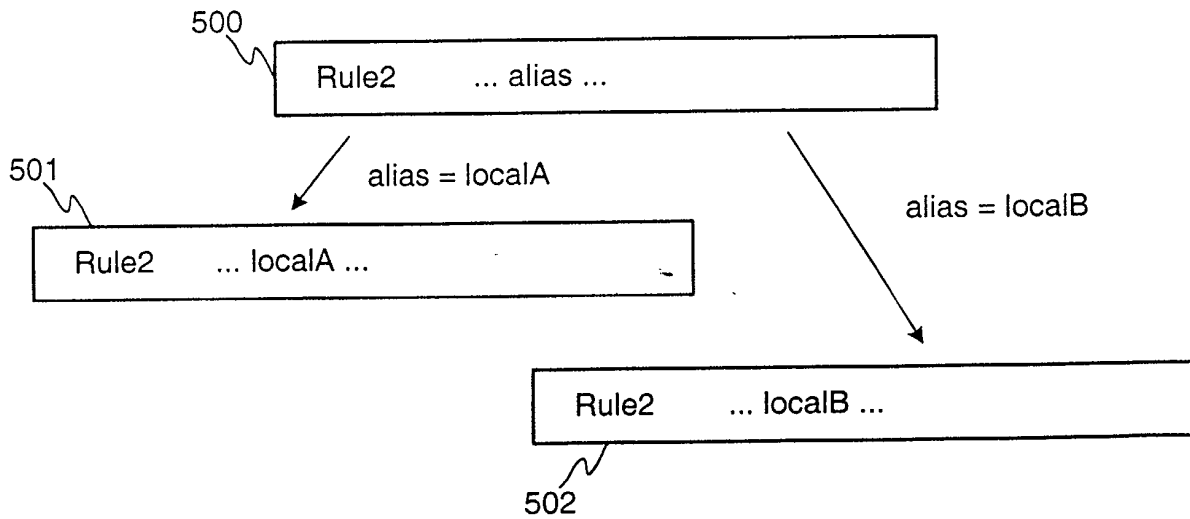 500
Rule2 ... alias ...
501
alias = localA
alias = localB
Rule2 ... localA ...
Rule2 ... localB ...
502